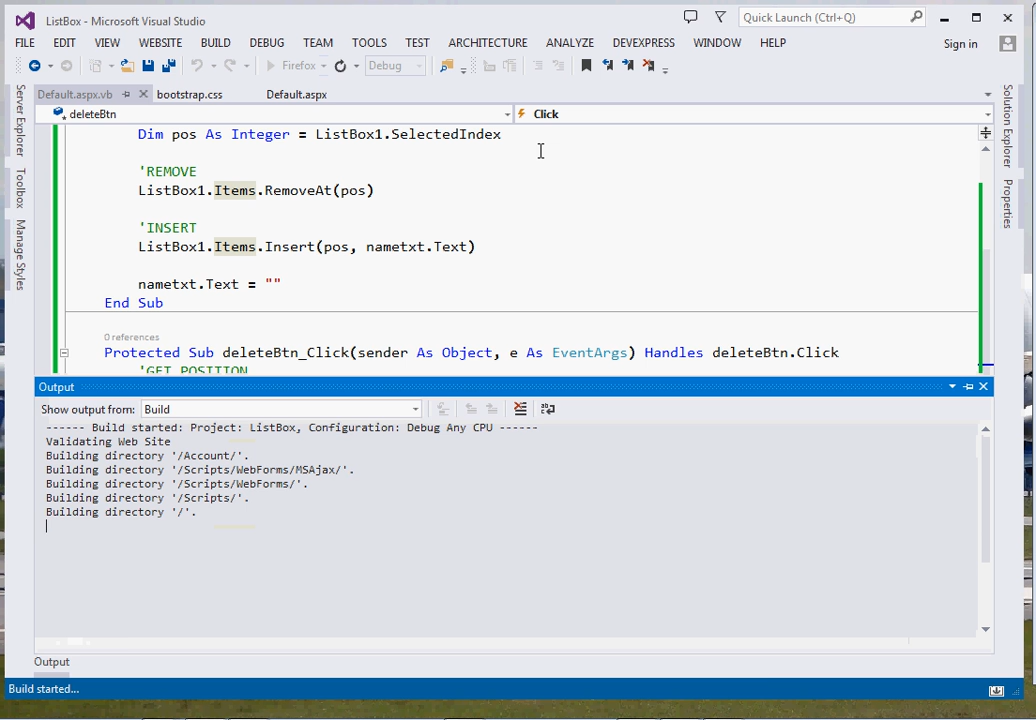 ListBox - Microsoft Visual Studio
Quick Launch (Ctrl+Q)
FILE EDIT VIEW WEBSITE BUILD DEBUG TEAM TOOLS TEST ARCHITECTURE ANALYZE DEVEXPRESS WINDOW HELP Sign in
Firefox Debug
Server Explorer
Toolbox
Manage Styles
Solution Explorer
Properties
Default.aspx.vb bootstrap.css Default.aspx
deleteBtn Click
Dim pos As Integer = ListBox1.SelectedIndex
'REMOVE
ListBox1.Items.RemoveAt(pos)
'INSERT
ListBox1.Items.Insert(pos, nametxt.Text)
nametxt.Text = ""
End Sub
0 references
Protected Sub deleteBtn_Click(sender As Object, e As EventArgs) Handles deleteBtn.Click
'GET POSITION
Output
Show output from: Build
------ Build started: Project: ListBox, Configuration: Debug Any CPU ------
Validating Web Site
Building directory '/Account/'.
Building directory '/Scripts/WebForms/MSAjax/'.
Building directory '/Scripts/WebForms/'.
Building directory '/Scripts/'.
Building directory '/'.
Output
Build started...